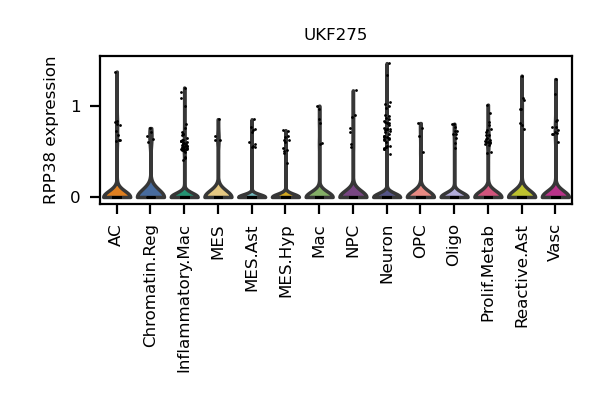 UKF275
RPP38 expression
1
0
AC
Chromatin.Reg
Inflammatory.Mac
MES
MES.Ast
MES.Hyp
Mac
NPC
Neuron
OPC
Oligo
Prolif.Metab
Reactive.Ast
Vasc